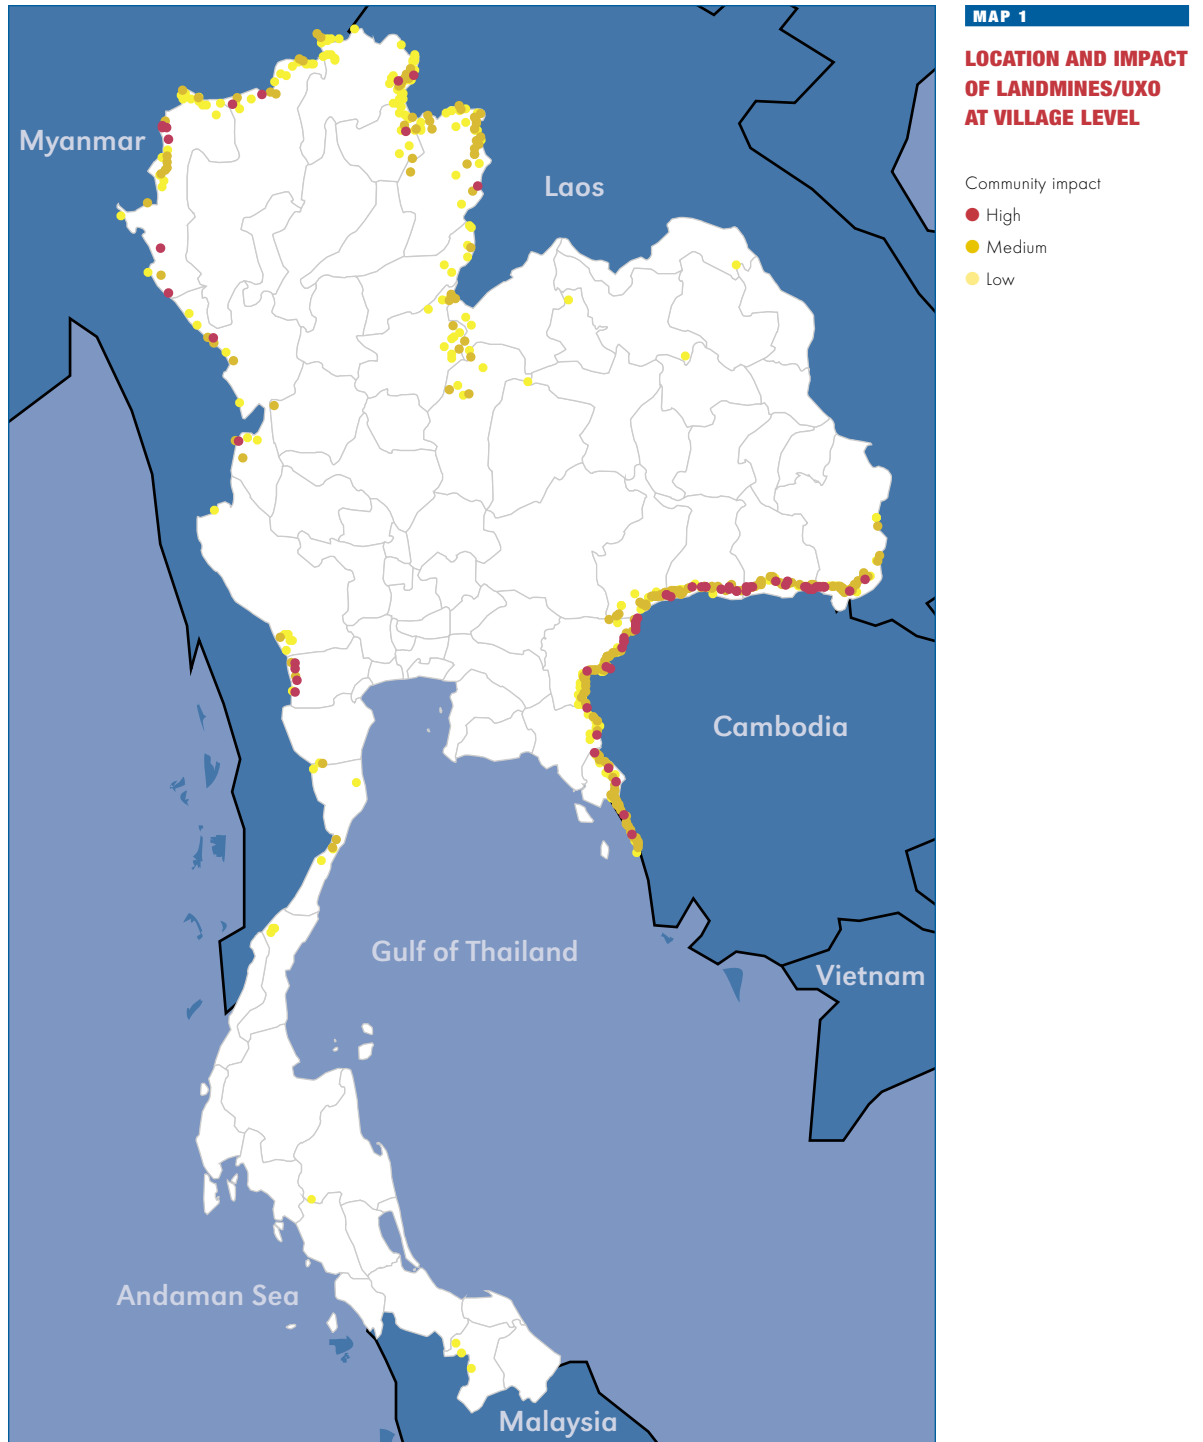 MAP 1
LOCATION AND IMPACT
OF LANDMINES/UXO
AT VILLAGE LEVEL
Community impact
High
Medium
Low
Myanmar
Laos
Cambodia
Gulf of Thailand
Vietnam
Andaman Sea
Malaysia